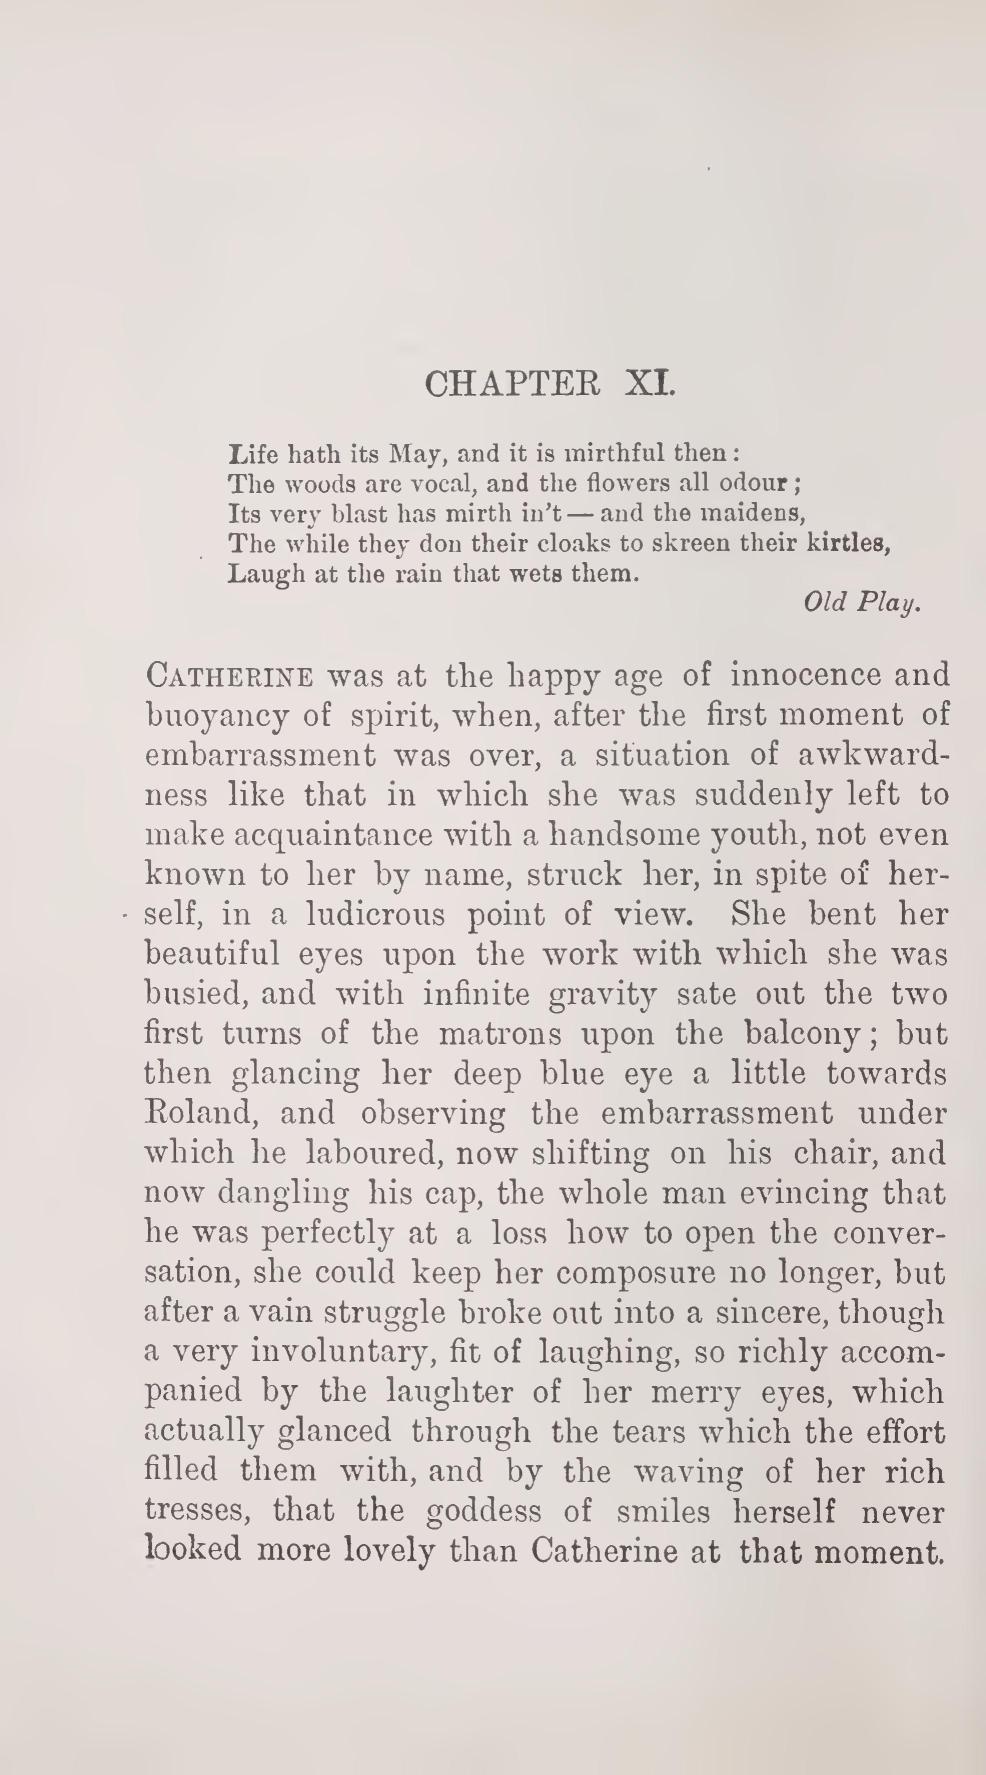 CHAPTER XI.
Life hath its May, and it is mirthful then :
The woods are vocal, and the flowers all odour ;
Its very blast has mirth in't — and the maidens,
The while they don their cloaks to skreen their kirtles,
Laugh at the rain that wets them.
Old Play.
CATHERINE was at the happy age of innocence and
buoyancy of spirit, when, after the first moment of
embarrassment was over, a situation of awkward-
ness like that in which she was suddenly left to
make acquaintance with a handsome youth, not even
known to her by name, struck her, in spite of her-
self, in a ludicrous point of view. She bent her
beautiful eyes upon the work with which she was
busied, and with infinite gravity sate out the two
first turns of the matrons upon the balcony ; but
then glancing her deep blue eye a little towards
Roland, and observing the embarrassment under
which he laboured, now shifting on his chair, and
now dangling his cap, the whole man evincing that
he was perfectly at a loss how to open the conver-
sation, she could keep her composure no longer, but
after a vain struggle broke out into a sincere, though
a very involuntary, fit of laughing, so richly accom-
panied by the laughter of her merry eyes, which
actually glanced through the tears which the effort
filled them with, and by the waving of her rich
tresses, that the goddess of smiles herself never
looked more lovely than Catherine at that moment.